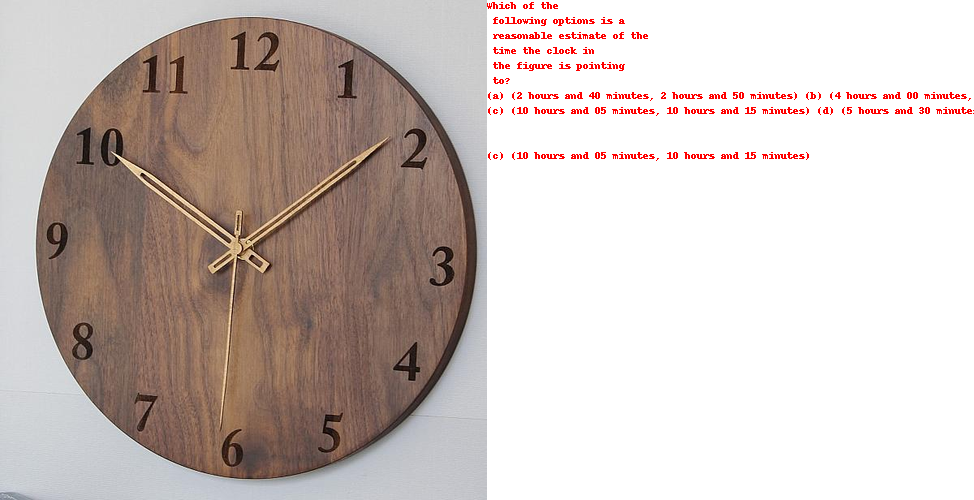 12
11
1
10
2
9
3
8
4
7
5
6
Which of the
following options is a
reasonable estimate of the
time the clock in
the figure is pointing
to?
(a) (2 hours and 40 minutes, 2 hours and 50 minutes) (b) (4 hours and 00 minutes,
(c) (10 hours and 05 minutes, 10 hours and 15 minutes) (d) (5 hours and 30
(c) (10 hours and 05 minutes, 10 hours and 15 minutes)